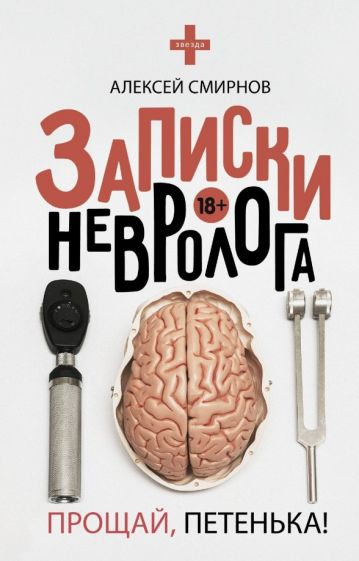 звезда
АЛЕКСЕЙ СМИРНОВ
ЗАПИСКИ
18+
НЕВРОЛОГА
ПРОЩАЙ, ПЕТЕНЬКА!